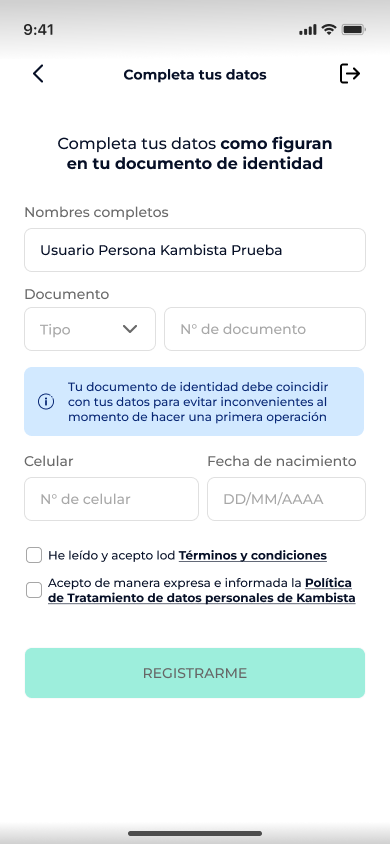 9:41
Completa tus datos
Completa tus datos como figuran
en tu documento de identidad
Nombres completos
Usuario Persona Kambista Prueba
Documento
Tipo
N° de documento
Tu documento de identidad debe coincidir
con tus datos para evitar inconvenientes al
momento de hacer una primera operación
Celular
Fecha de nacimiento
N° de celular
DD/MM/AAAA
He leído y acepto lod Términos y condiciones
Acepto de manera expresa e informada la Política
de Tratamiento de datos personales de Kambista
REGISTRARME